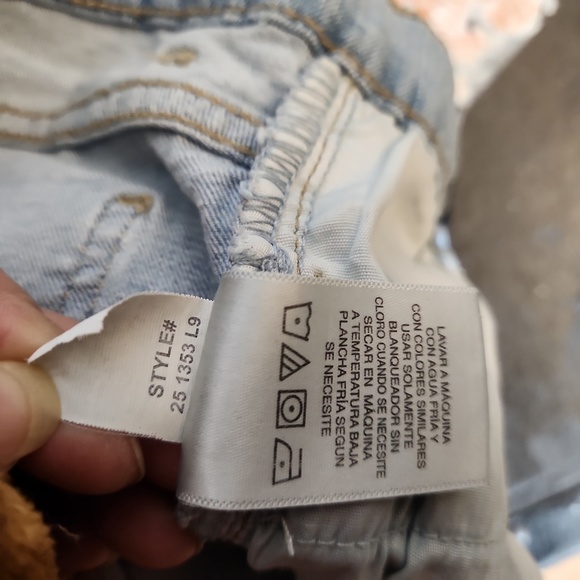 STYLE#
25 1353 L9
LAVAR A MÁQUINA
CON AGUA FRÍA Y
CON COLORES SIMILARES
USAR SOLAMENTE
BLANQUEADOR SIN
CLORO CUANDO SE NECESITE
SECAR EN MÁQUINA
A TEMPERATURA BAJA
PLANCHA FRÍA SEGUN
SE NECESITE